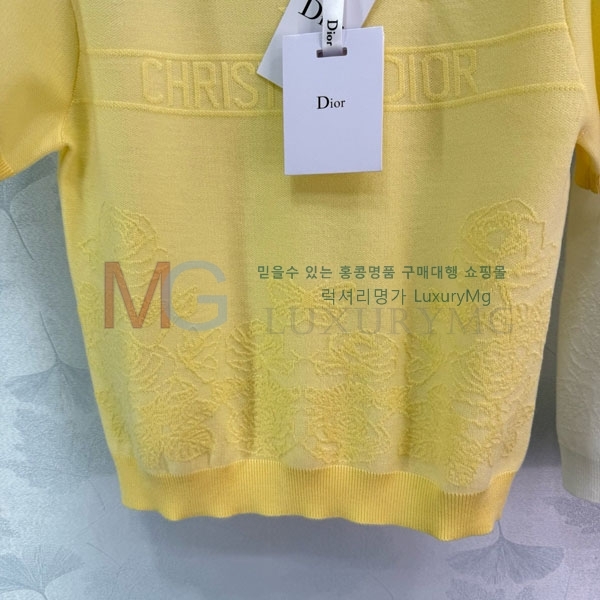 Dior
CHRIST DIOR
Dior
믿을수 있는 홍콩명품 구매대행 쇼핑몰
MG
럭셔리명가 LuxuryMg
LUXURYMG